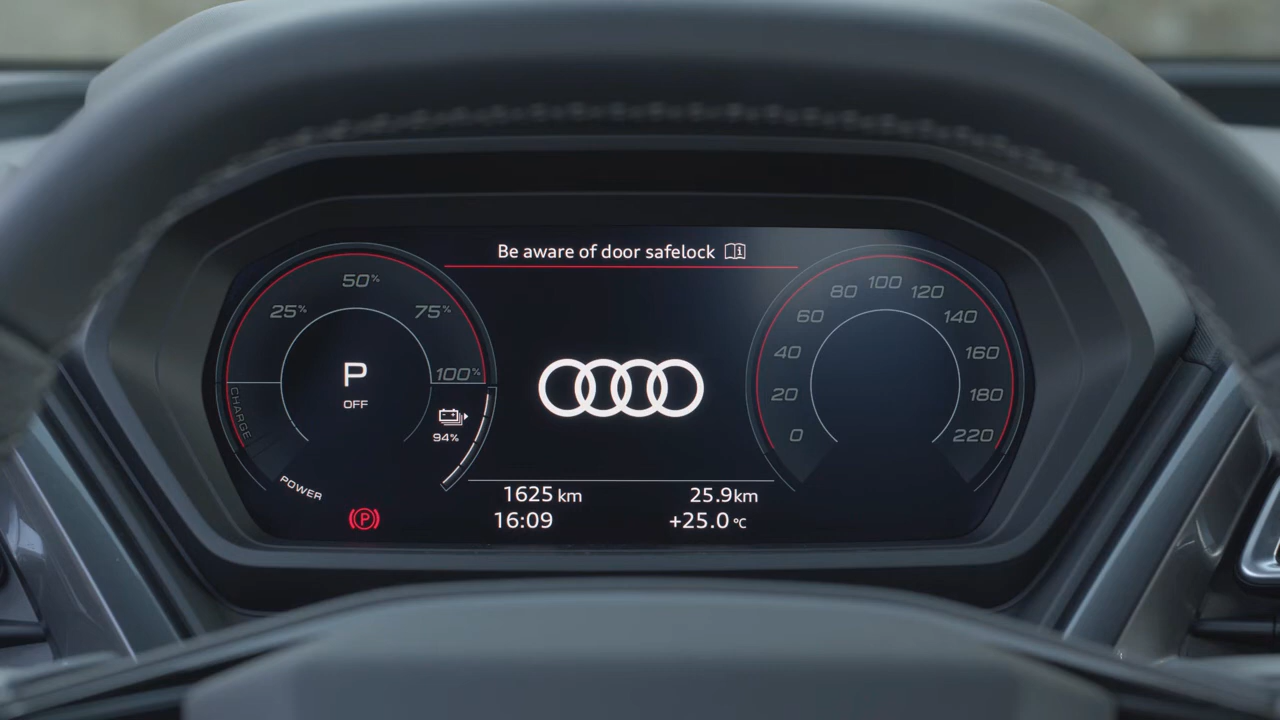 Be aware of door safelock
25%
50%
75%
100%
CHARGE
POWER
P
OFF
94%
P
0
20
40
60
80
100
120
140
160
180
220
1625 km
25.9km
16:09
+25.0 °C